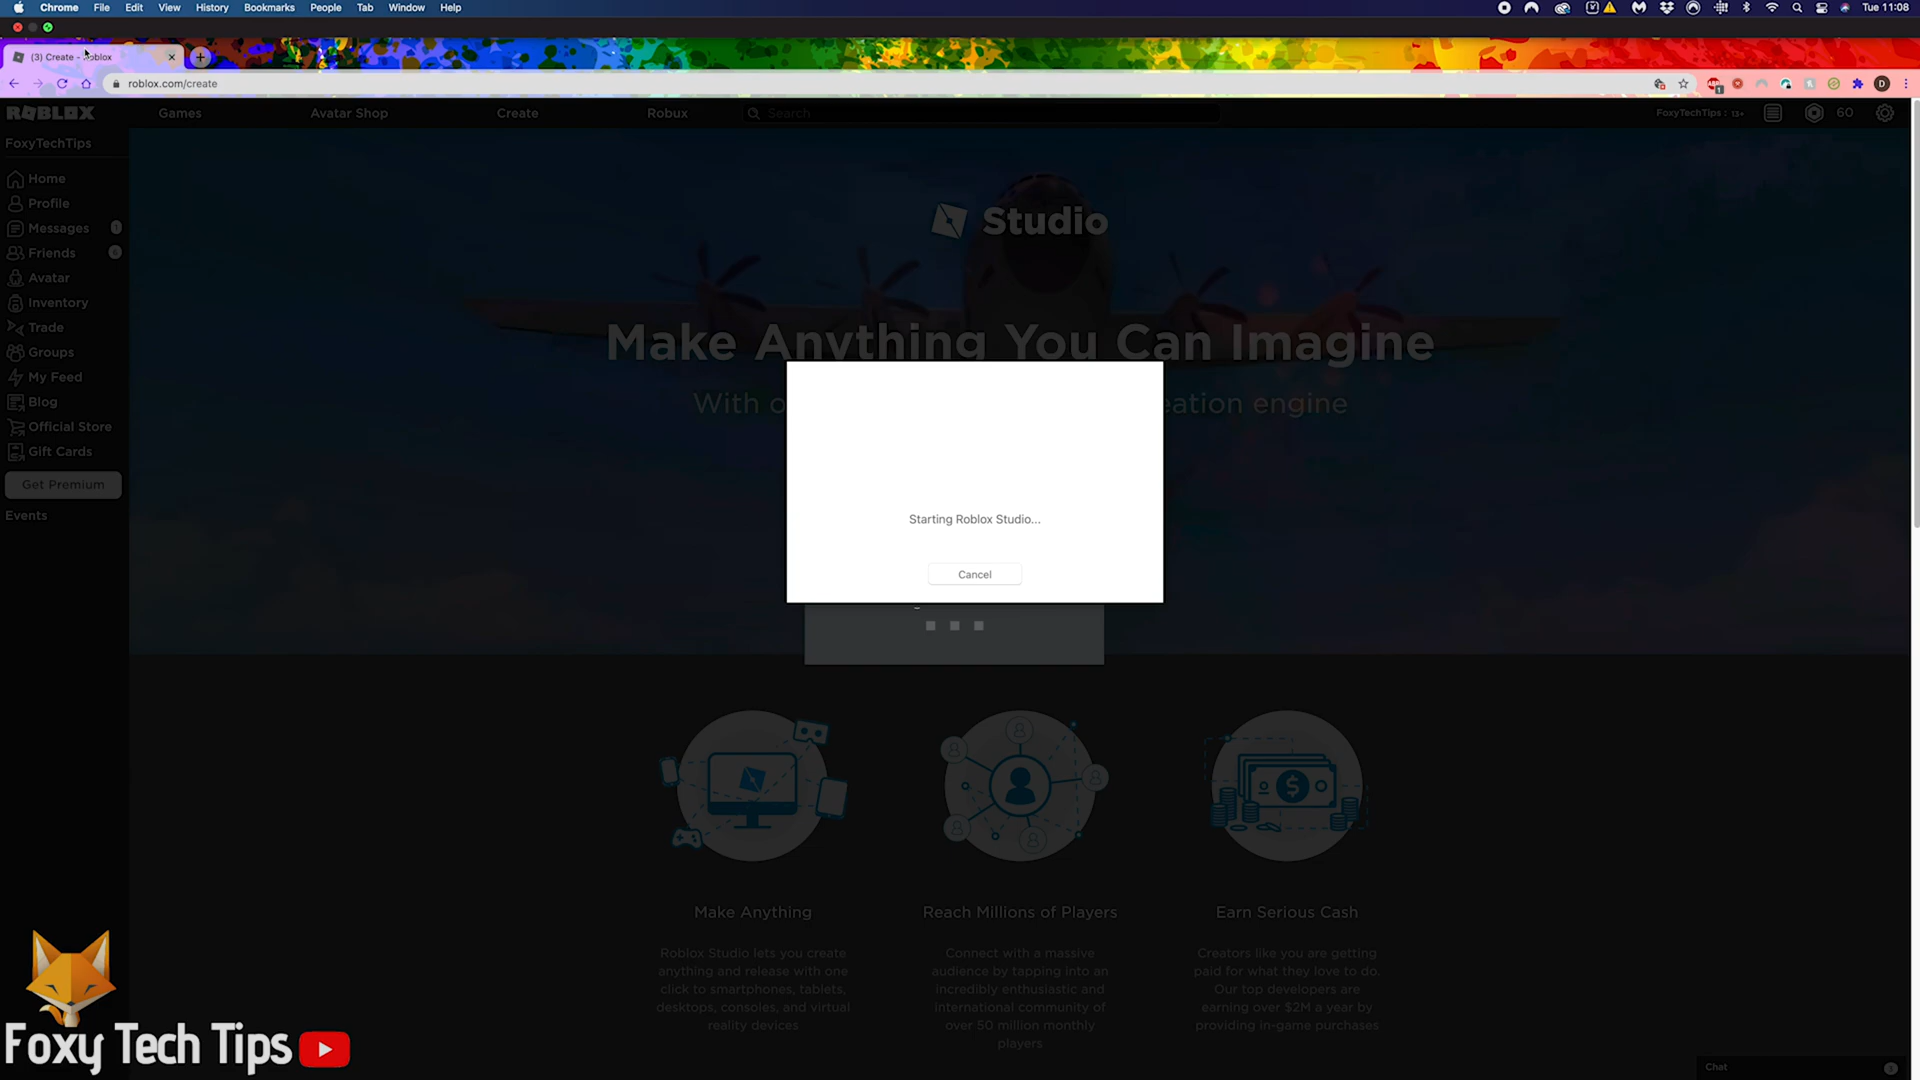 Chrome File Edit View History Bookmarks People Tab Window Help
Tue 11:08
(3) Create - Roblox
roblox.com/create
ROBLOX
Games
Avatar Shop
Create
Robux
Search
FoxyTechTips : 13+
60
FoxyTechTips
Home
Profile
Messages 1
Friends
Avatar
Inventory
Trade
Groups
My Feed
Blog
Official Store
Gift Cards
Get Premium
Events
Studio
Make Anything You Can Imagine
With o
eation engine
Starting Roblox Studio...
Cancel
Make Anything
Roblox Studio lets you create
anything and release with one
click to smartphones, tablets,
desktops, consoles, and virtual
reality devices
Reach Millions of Players
Connect with a massive
audience by tapping into an
incredibly enthusiastic and
international community of
over 50 million monthly
players
Earn Serious Cash
Creators like you are getting
paid for what they love to do.
Our top developers are
earning over $2M a year by
providing in-game purchases
Foxy Tech Tips
Chat